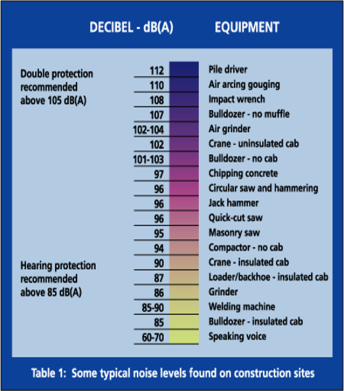 DECIBEL - dB(A) EQUIPMENT
Double protection
recommended
above 105 dB(A)
112 Pile driver
110 Air arcing gouging
108 Impact wrench
107 Bulldozer - no muffle
102-104 Air grinder
102 Crane - uninsulated cab
101-103 Bulldozer - no cab
97 Chipping concrete
96 Circular saw and hammering
96 Jack hammer
96 Quick-cut saw
95 Masonry saw
94 Compactor - no cab
Hearing protection
recommended
above 85 dB(A)
90 Crane - insulated cab
87 Loader/backhoe - insulated cab
86 Grinder
85-90 Welding machine
85 Bulldozer - insulated cab
60-70 Speaking voice
Table 1: Some typical noise levels found on construction sites